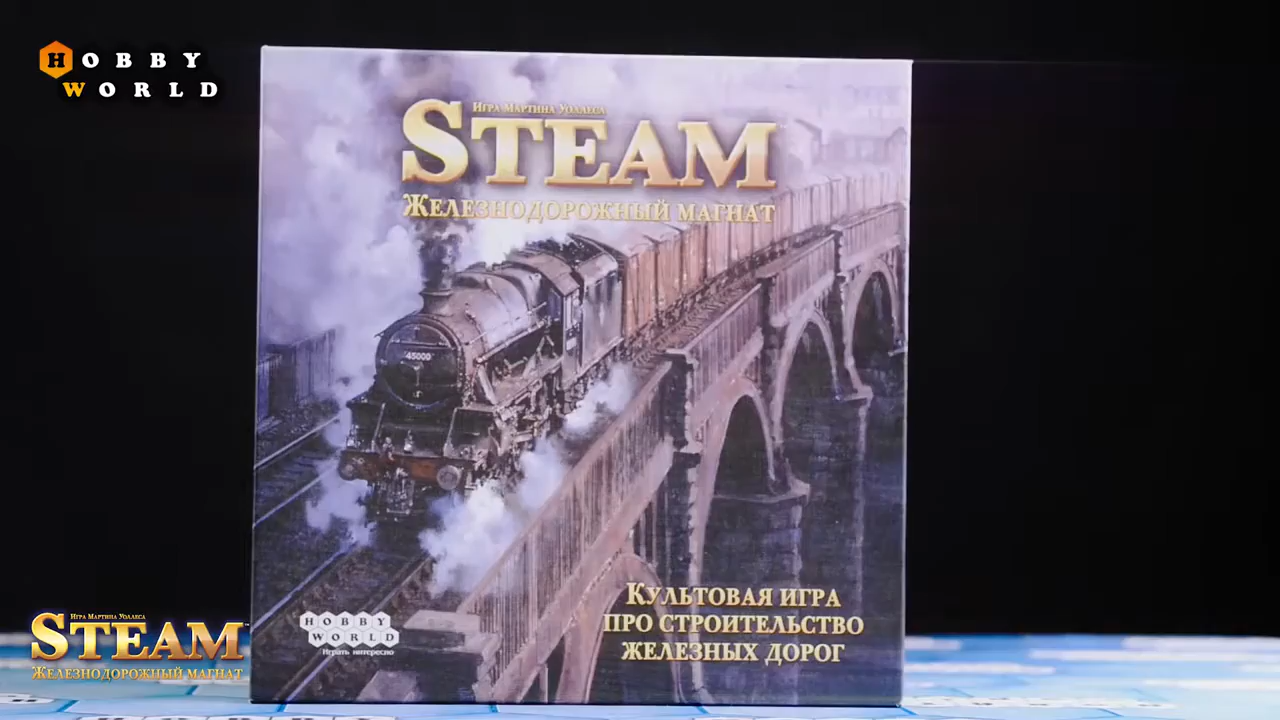 HOBBY
WORLD
Игра Мартина Уоллеса
STEAM
Железнодорожный магнат
45000
Культовая игра
про строительство
железных дорог
HOBBY
WORLD
Играть интересно
Игра Мартина Уоллеса
STEAM
Железнодорожный магнат